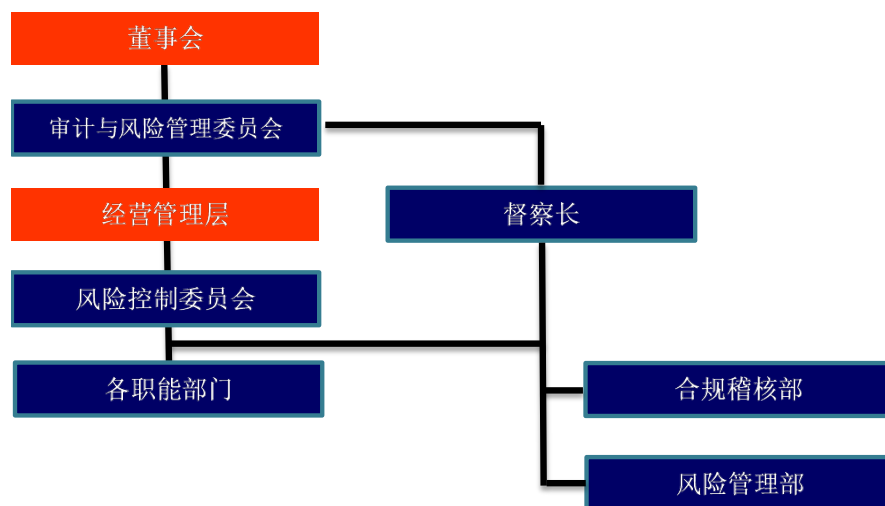 董事会
审计与风险管理委员会
经营管理层
督察长
风险控制委员会
各职能部门
合规稽核部
风险管理部